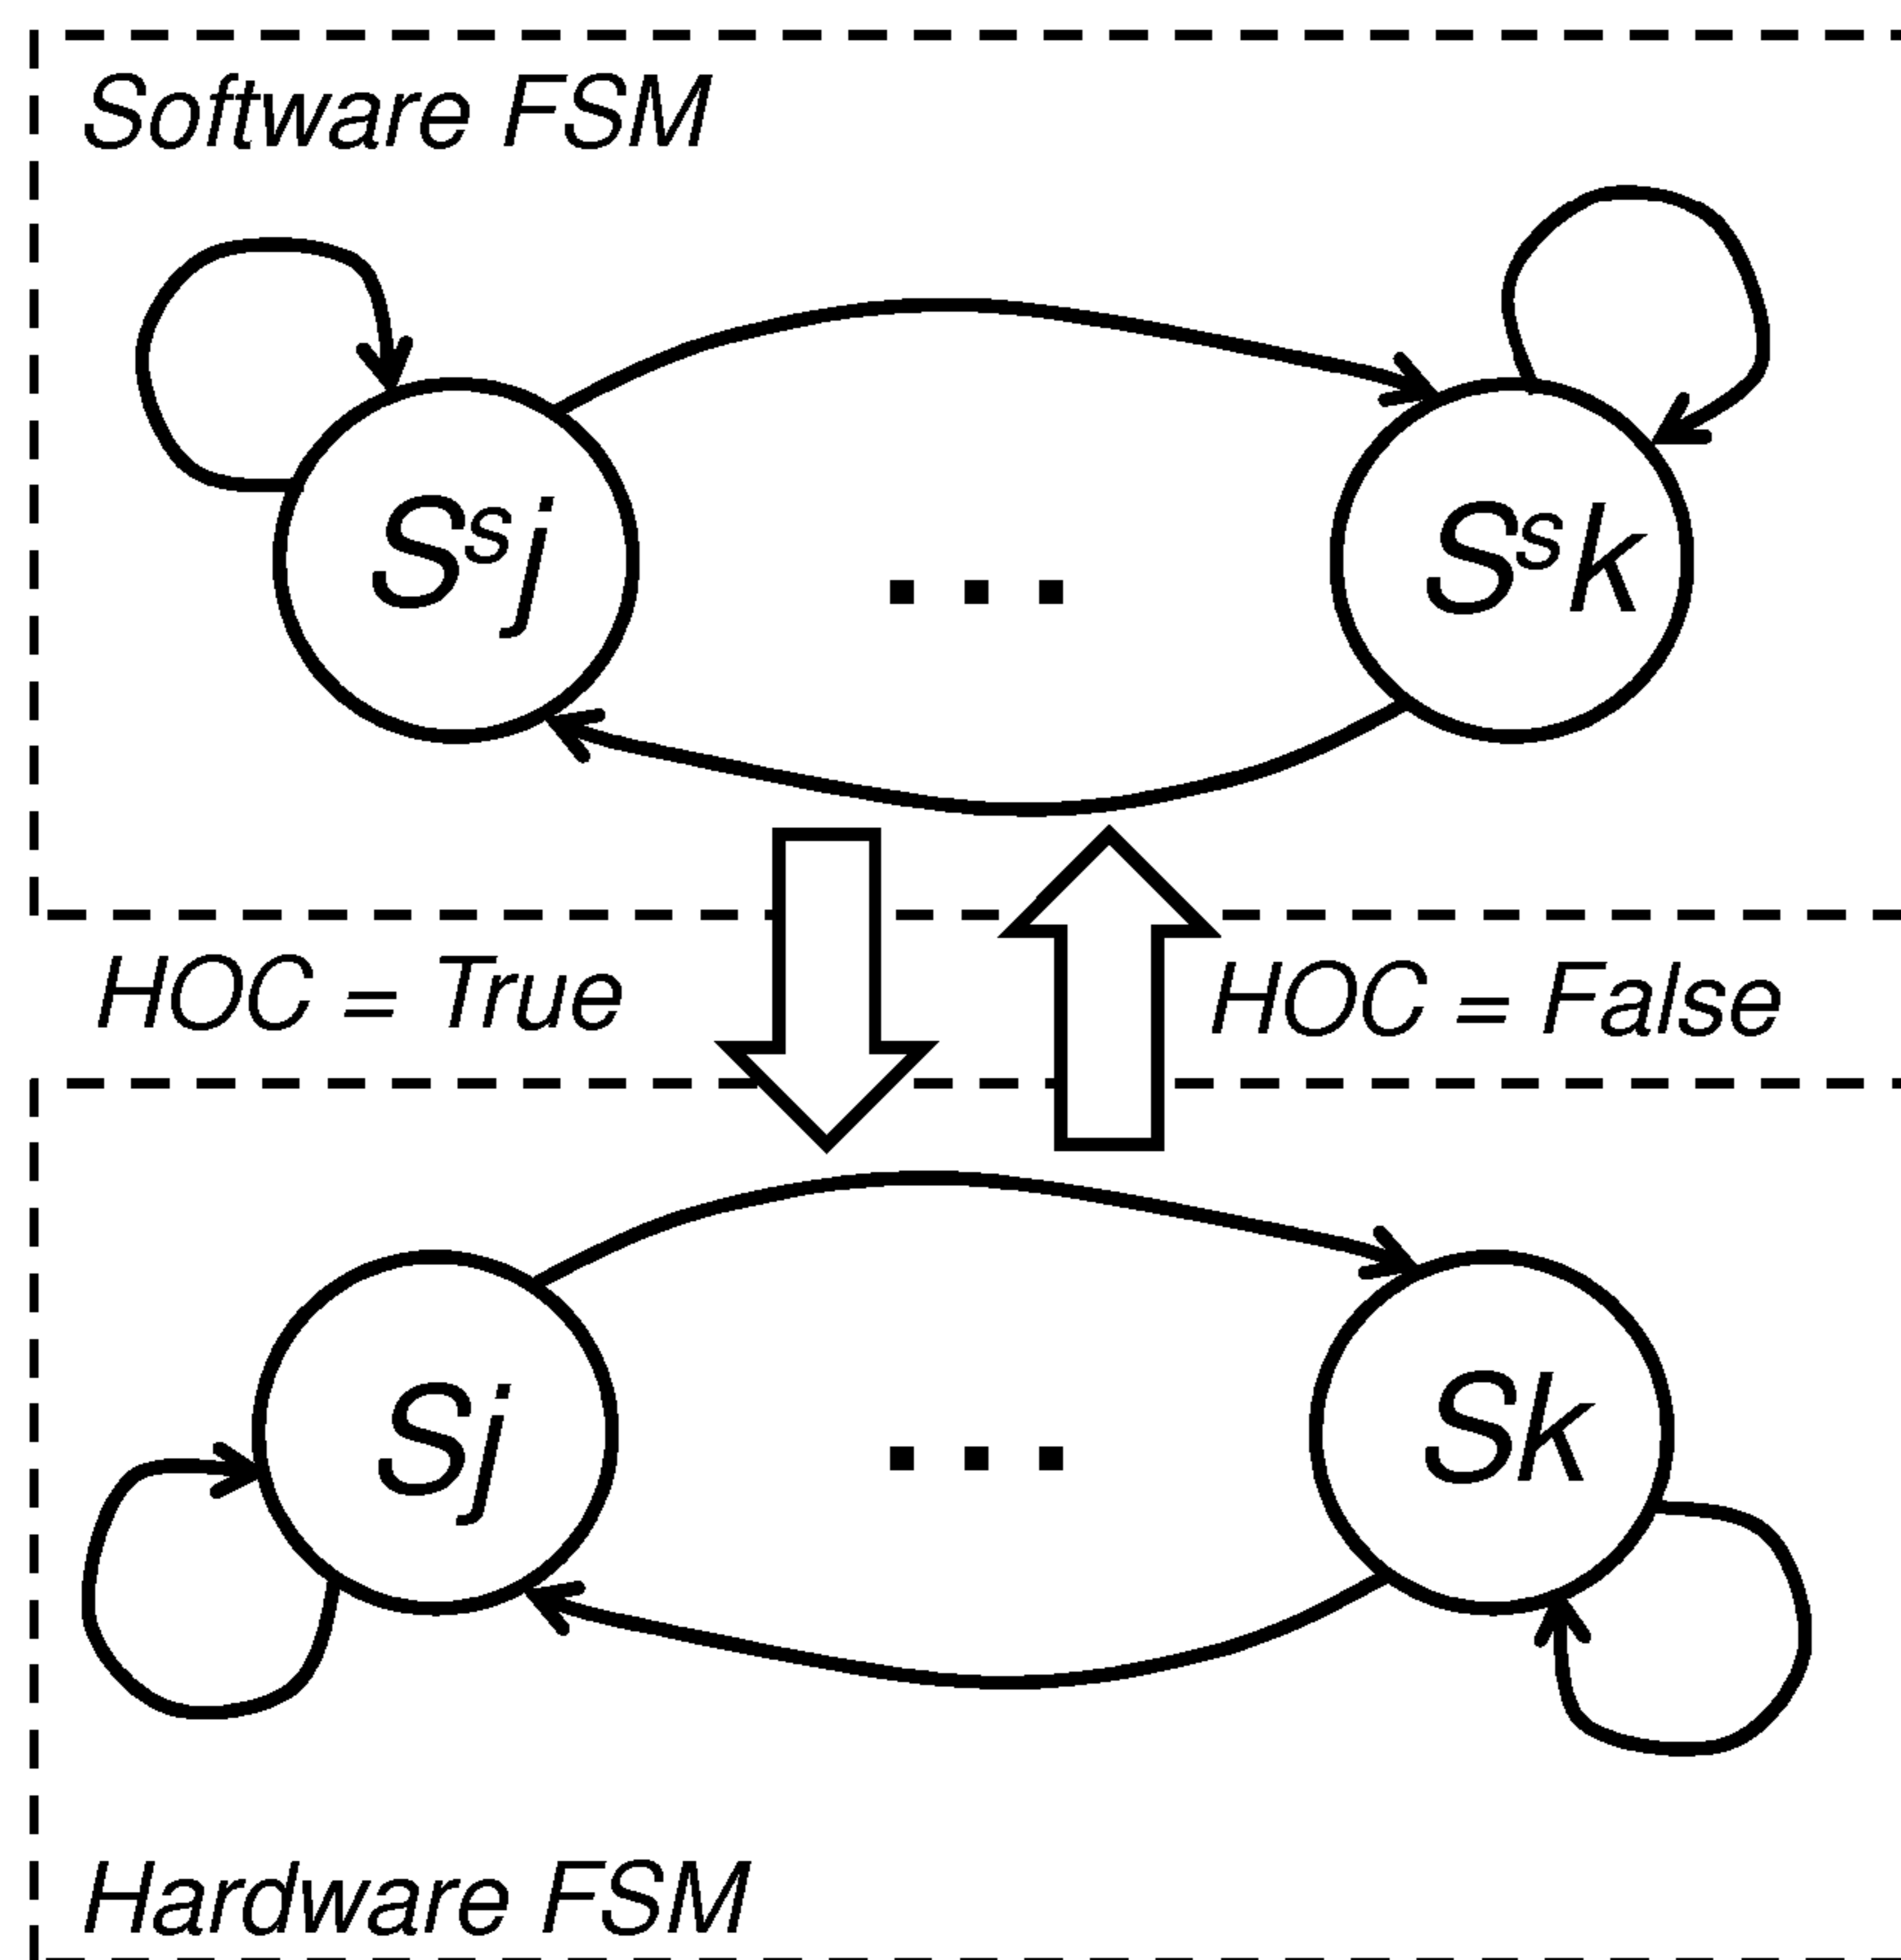 Software FSM
Sˢj
. . .
Sˢk
HOC = True
HOC = False
Sj
. . .
Sk
Hardware FSM